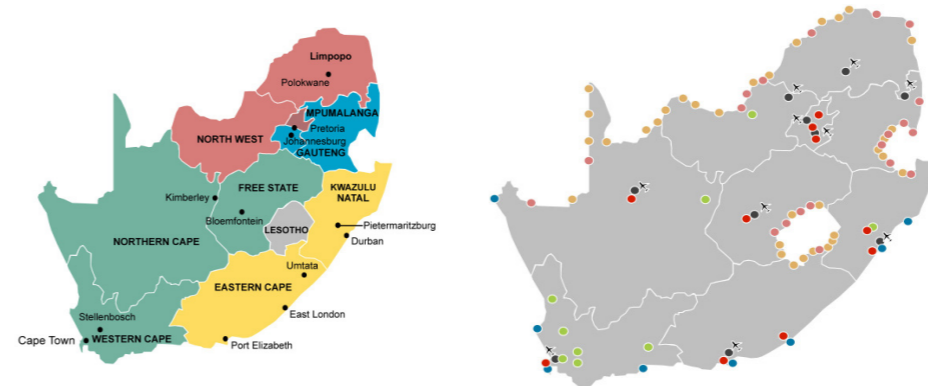 Limpopo
Polokwane
MPUMALANGA
NORTH WEST
Pretoria
Johannesburg
GAUTENG
Kimberley
FREE STATE
KWAZULU
NATAL
Bloemfontein
LESOTHO
Pietermaritzburg
Durban
NORTHERN CAPE
Umtata
EASTERN CAPE
East London
Stellenbosch
Cape Town
WESTERN CAPE
Port Elizabeth